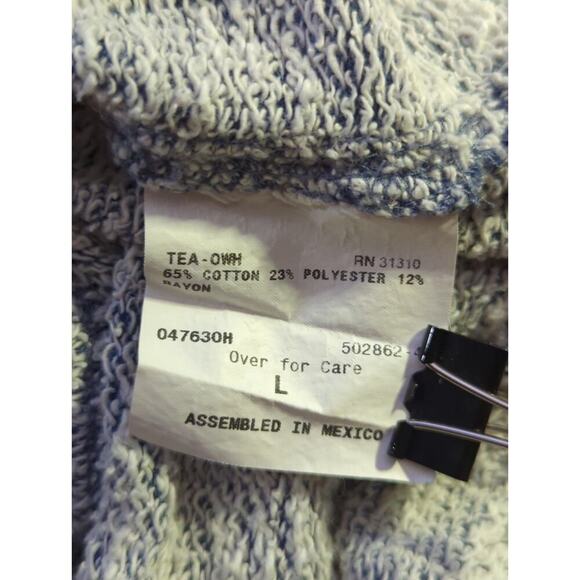 TEA-OWH RN 31310
65% COTTON 23% POLYESTER 12%
RAYON
047630H 502862-
Over for Care
L
ASSEMBLED IN MEXICO